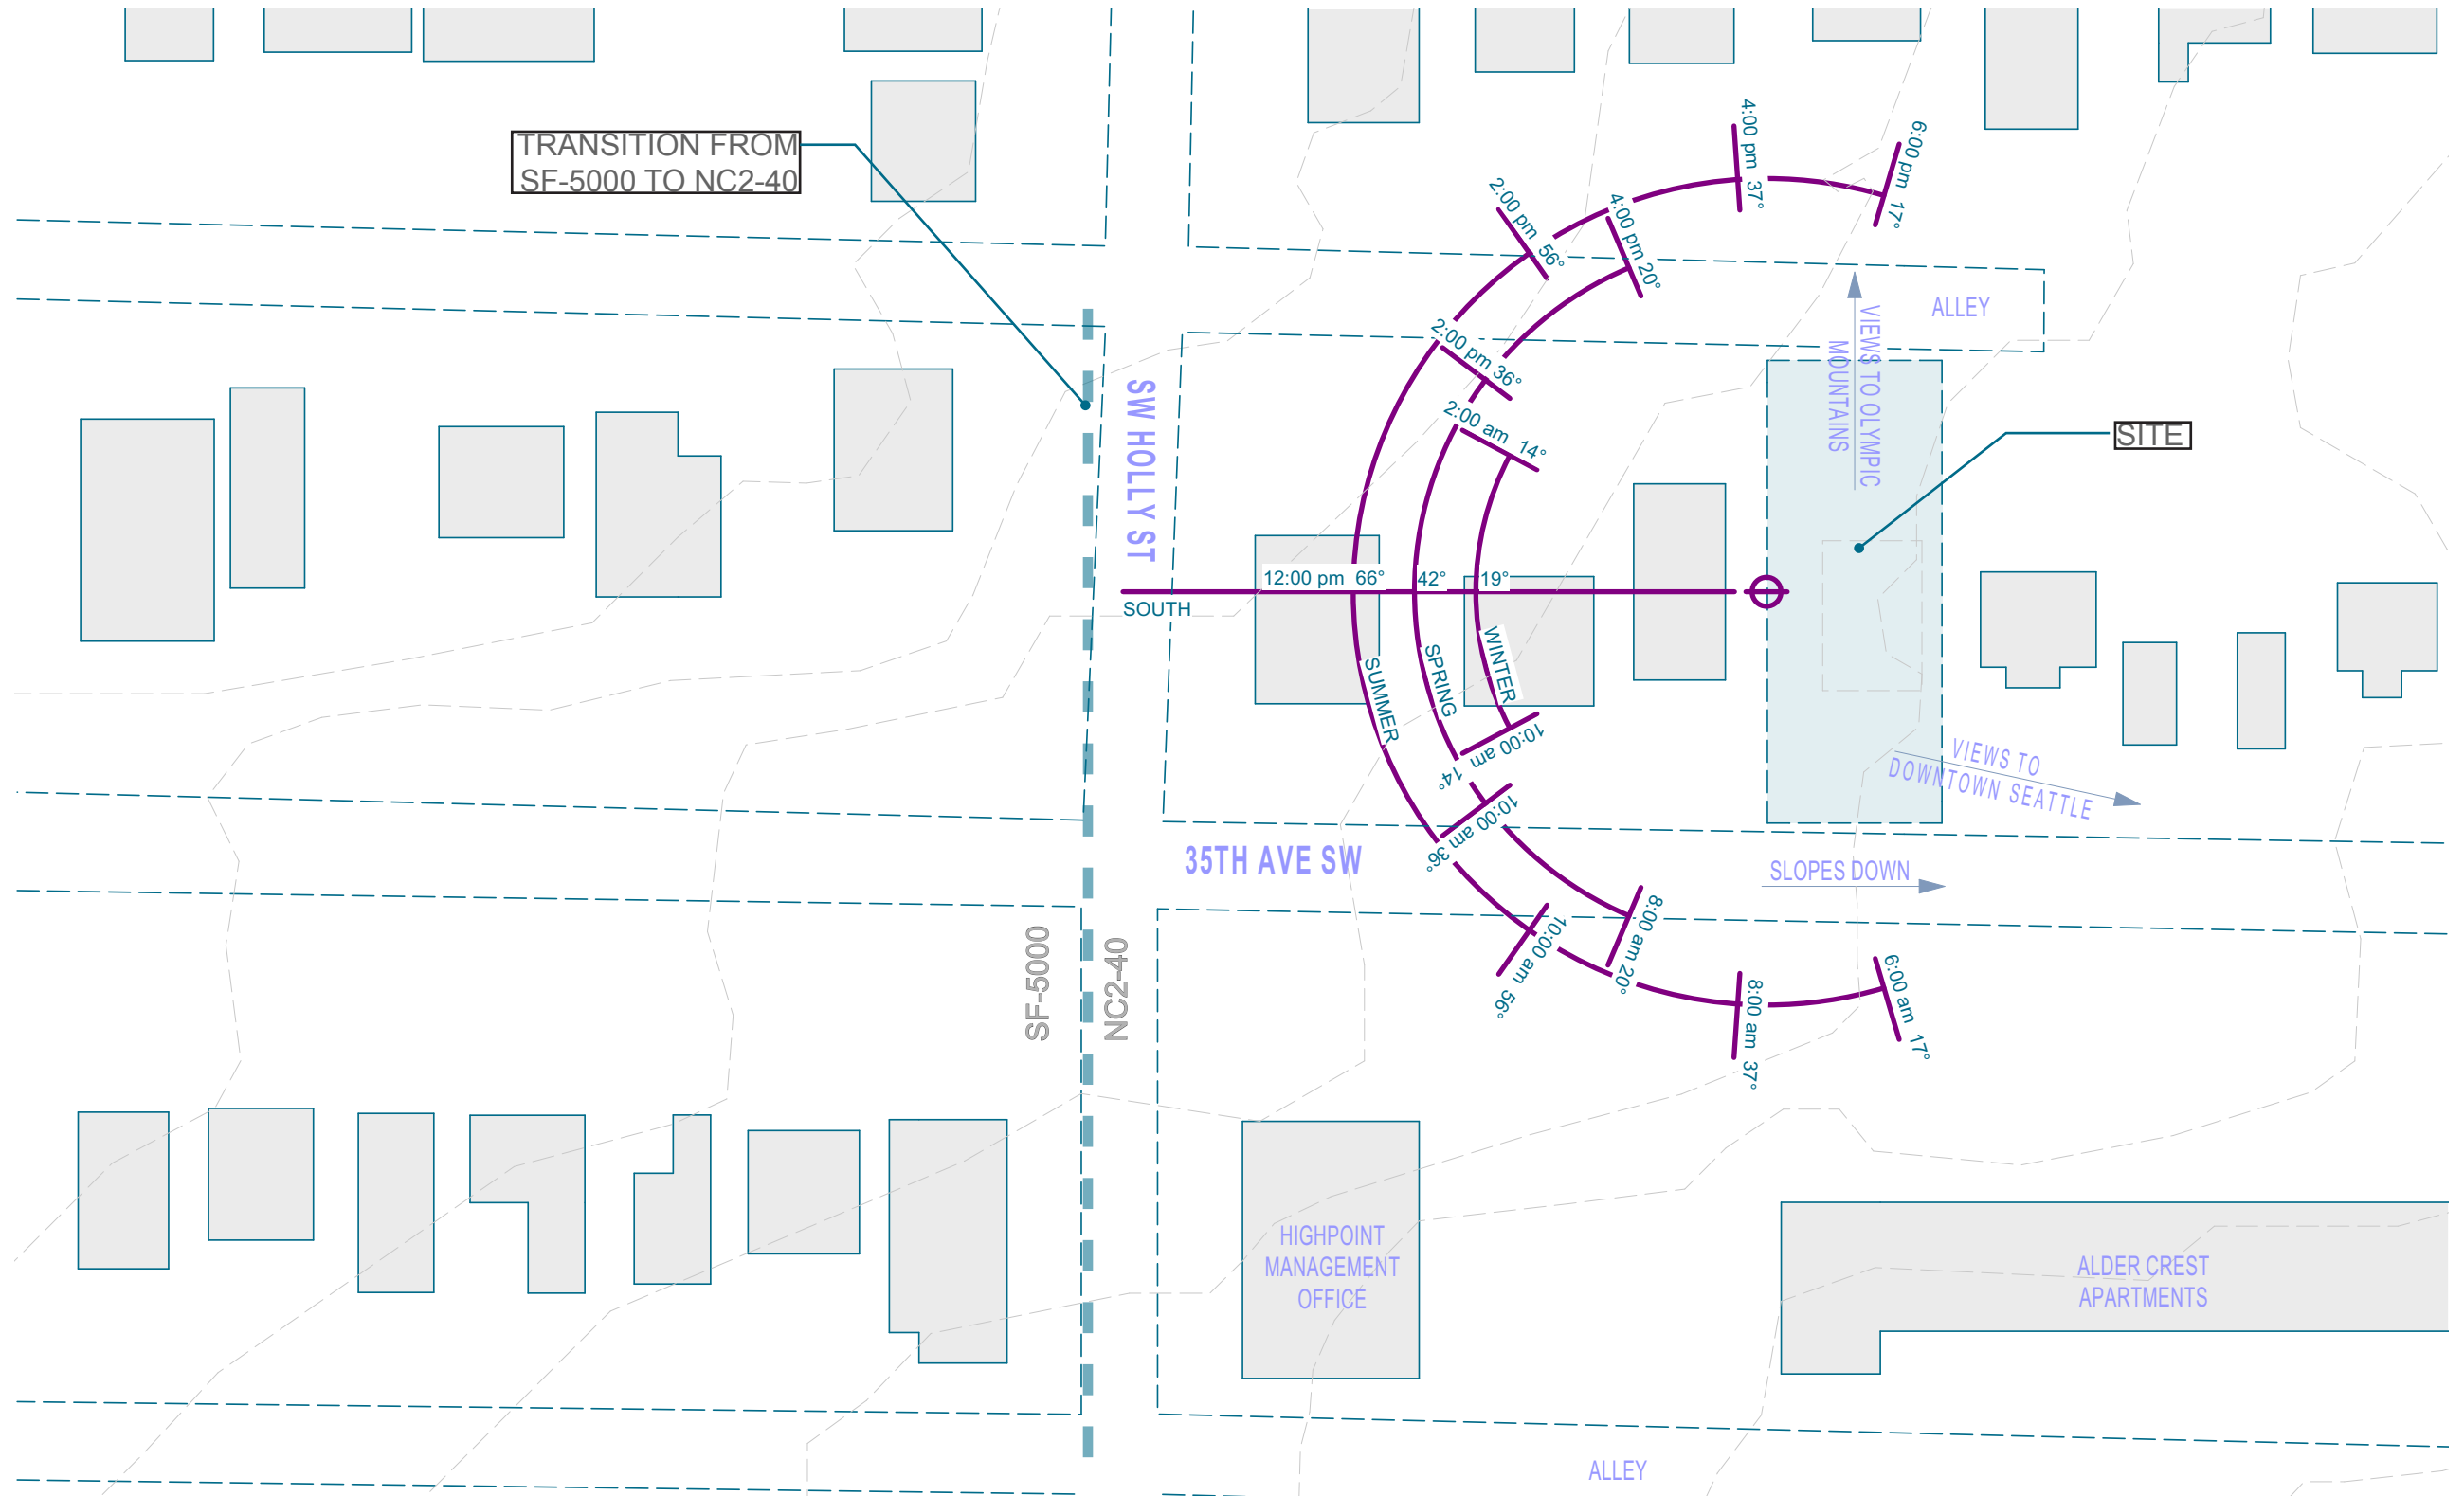 TRANSITION FROM
SF-5000 TO NC2-40
4:00 pm 37°
6:00 pm 17°
2:00 pm 56°
4:00 pm 20°
ALLEY
VIEWS TO OLYMPIC
MOUNTAINS
2:00 pm 36°
2:00 am 14°
SW HOLLY ST
SITE
12:00 pm 66°
42°
19°
SOUTH
SUMMER
SPRING
WINTER
10:00 am 14°
10:00 am 36°
VIEWS TO
DOWNTOWN SEATTLE
35TH AVE SW
SLOPES DOWN
8:00 am 20°
10:00 am 56°
8:00 am 37°
6:00 am 17°
SF-5000
NC2-40
HIGHPOINT
MANAGEMENT
OFFICE
ALDER CREST
APARTMENTS
ALLEY